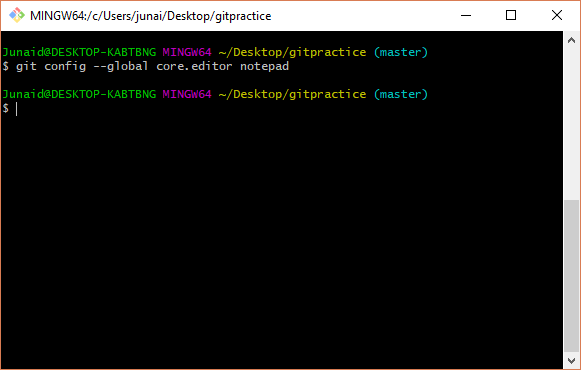 MINGW64:/c/Users/junai/Desktop/gitpractice
Junaid@DESKTOP-KABTBNG MINGW64 ~/Desktop/gitpractice (master)
$ git config --global core.editor notepad
Junaid@DESKTOP-KABTBNG MINGW64 ~/Desktop/gitpractice (master)
$